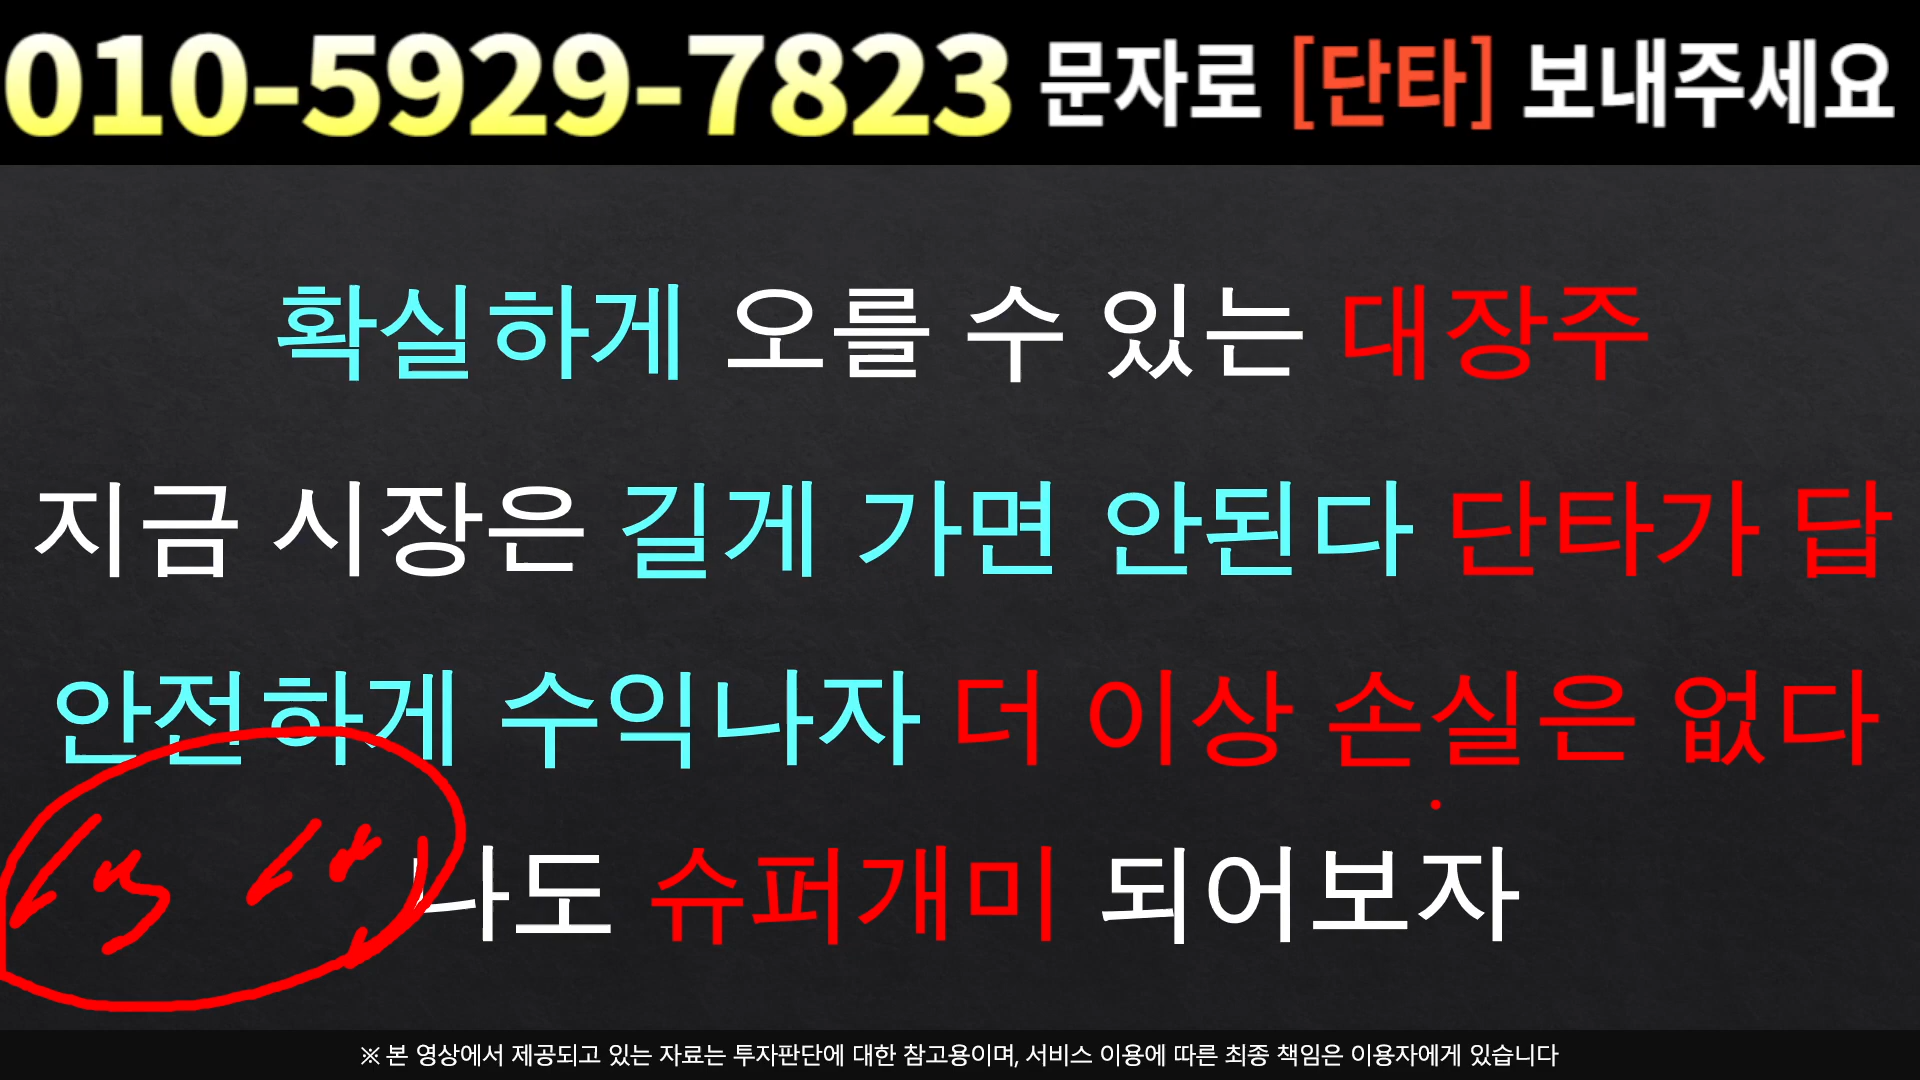 010-5929-7823 문자로 [단타] 보내주세요
확실하게 오를 수 있는 대장주
지금 시장은 길게 가면 안된다 단타가 답
안전하게 수익나자 더 이상 손실은 없다
나도 슈퍼개미 되어보자
※ 본 영상에서 제공되고 있는 자료는 투자판단에 대한 참고용이며, 서비스 이용에 따른 최종 책임은 이용자에게 있습니다